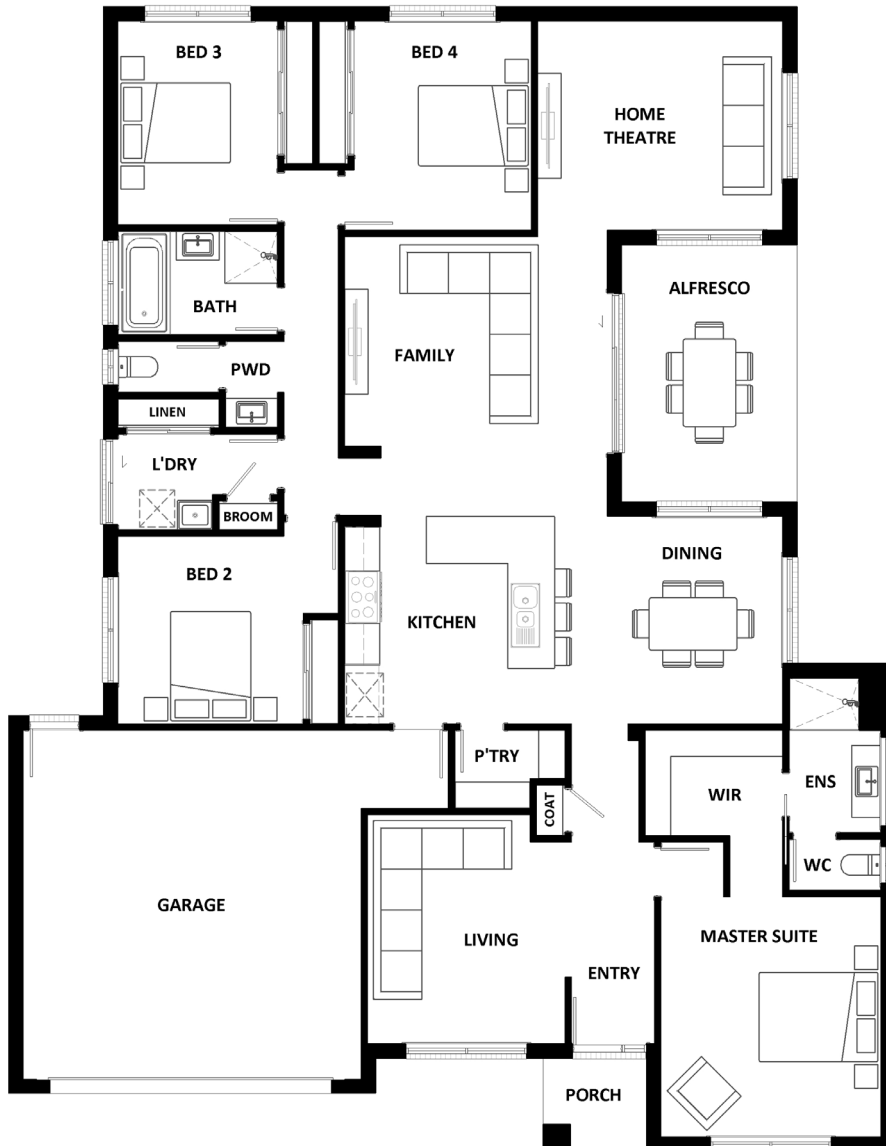 BED 3
BED 4
HOME
THEATRE
BATH
ALFRESCO
FAMILY
PWD
LINEN
L'DRY
BROOM
DINING
BED 2
KITCHEN
P'TRY
COAT
WIR
ENS
WC
GARAGE
LIVING
MASTER SUITE
ENTRY
PORCH